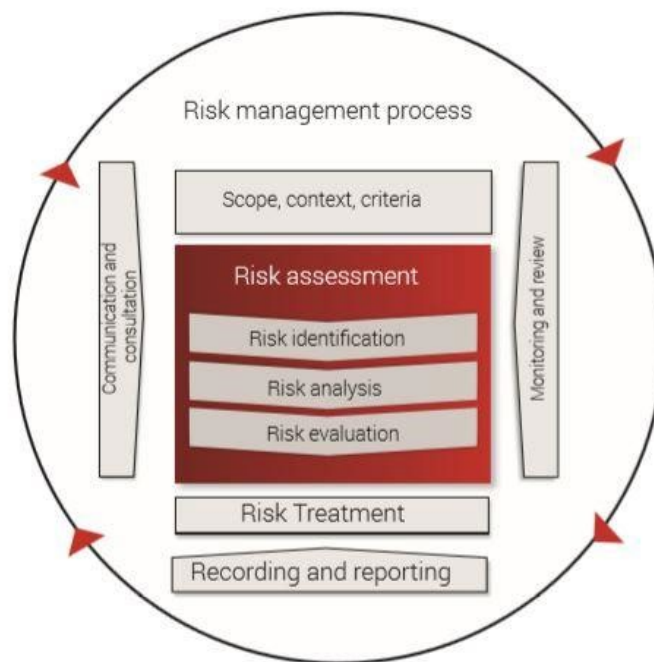 Risk management process
Scope, context, criteria
Communication and
consultation
Risk assessment
Risk identification
Risk analysis
Risk evaluation
Monitoring and review
Risk Treatment
Recording and reporting